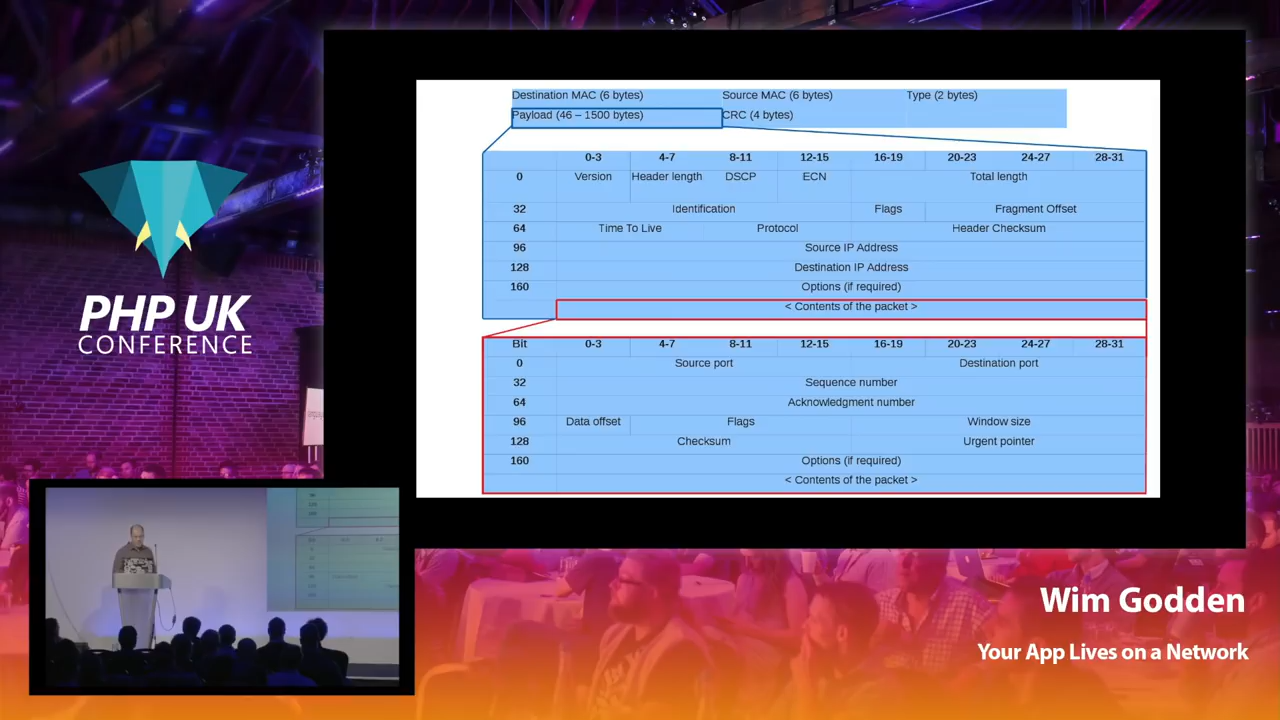 Destination MAC (6 bytes) Source MAC (6 bytes) Type (2 bytes)
Payload (46 – 1500 bytes) CRC (4 bytes)
0-3 4-7 8-11 12-15 16-19 20-23 24-27 28-31
0 Version Header length DSCP ECN Total length
32 Identification Flags Fragment Offset
64 Time To Live Protocol Header Checksum
96 Source IP Address
128 Destination IP Address
160 Options (if required)
< Contents of the packet >
Bit 0-3 4-7 8-11 12-15 16-19 20-23 24-27 28-31
0 Source port Destination port
32 Sequence number
64 Acknowledgment number
96 Data offset Flags Window size
128 Checksum Urgent pointer
160 Options (if required)
< Contents of the packet >
PHP UK
CONFERENCE
Wim Godden
Your App Lives on a Network